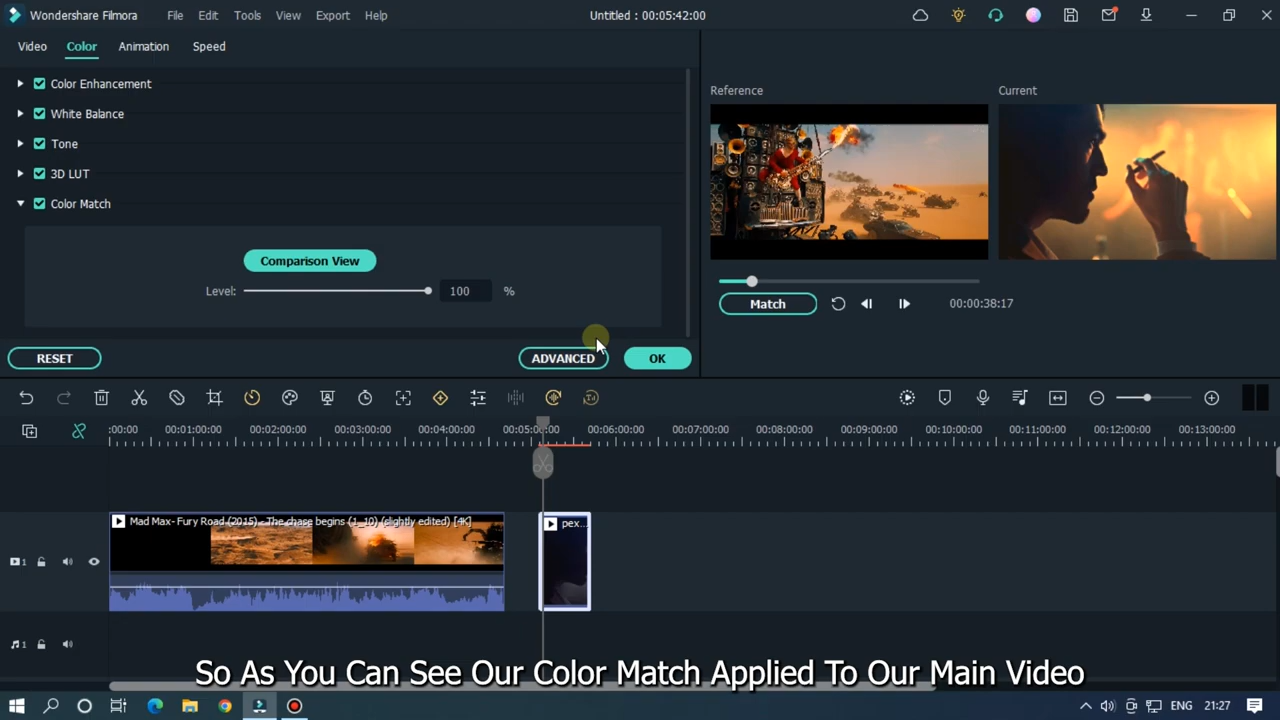 Wondershare Filmora
File Edit Tools View Export Help
Untitled : 00:05:42:00
Video Color Animation Speed
Color Enhancement
White Balance
Tone
3D LUT
Color Match
Comparison View
Level: 100 %
RESET ADVANCED OK
Reference Current
Match 00:00:38:17
:00:00 00:01:00:00 00:02:00:00 00:03:00:00 00:04:00:00 00:05:00:00 00:06:00:00 00:07:00:00 00:08:00:00 00:09:00:00 00:10:00:00 00:11:00:00 00:12:00:00 00:13:00:00
Mad Max- Fury Road (2015) - The chase begins (1_10) (slightly edited) [4K] pex...
1
1
So As You Can See Our Color Match Applied To Our Main Video
ENG 21:27